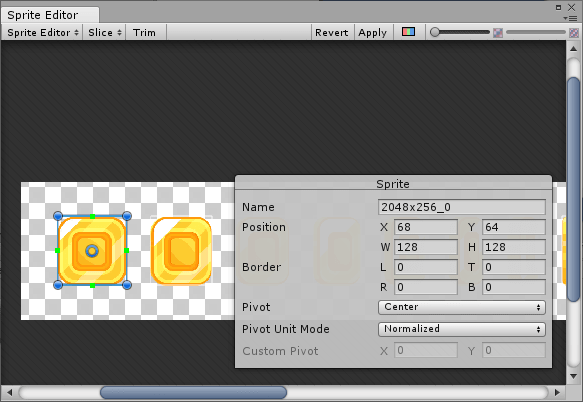 Sprite Editor
Sprite Editor Slice Trim Revert Apply
Sprite
Name 2048x256_0
Position X 68 Y 64
W 128 H 128
Border L 0 T 0
R 0 B 0
Pivot Center
Pivot Unit Mode Normalized
Custom Pivot X 0 Y 0